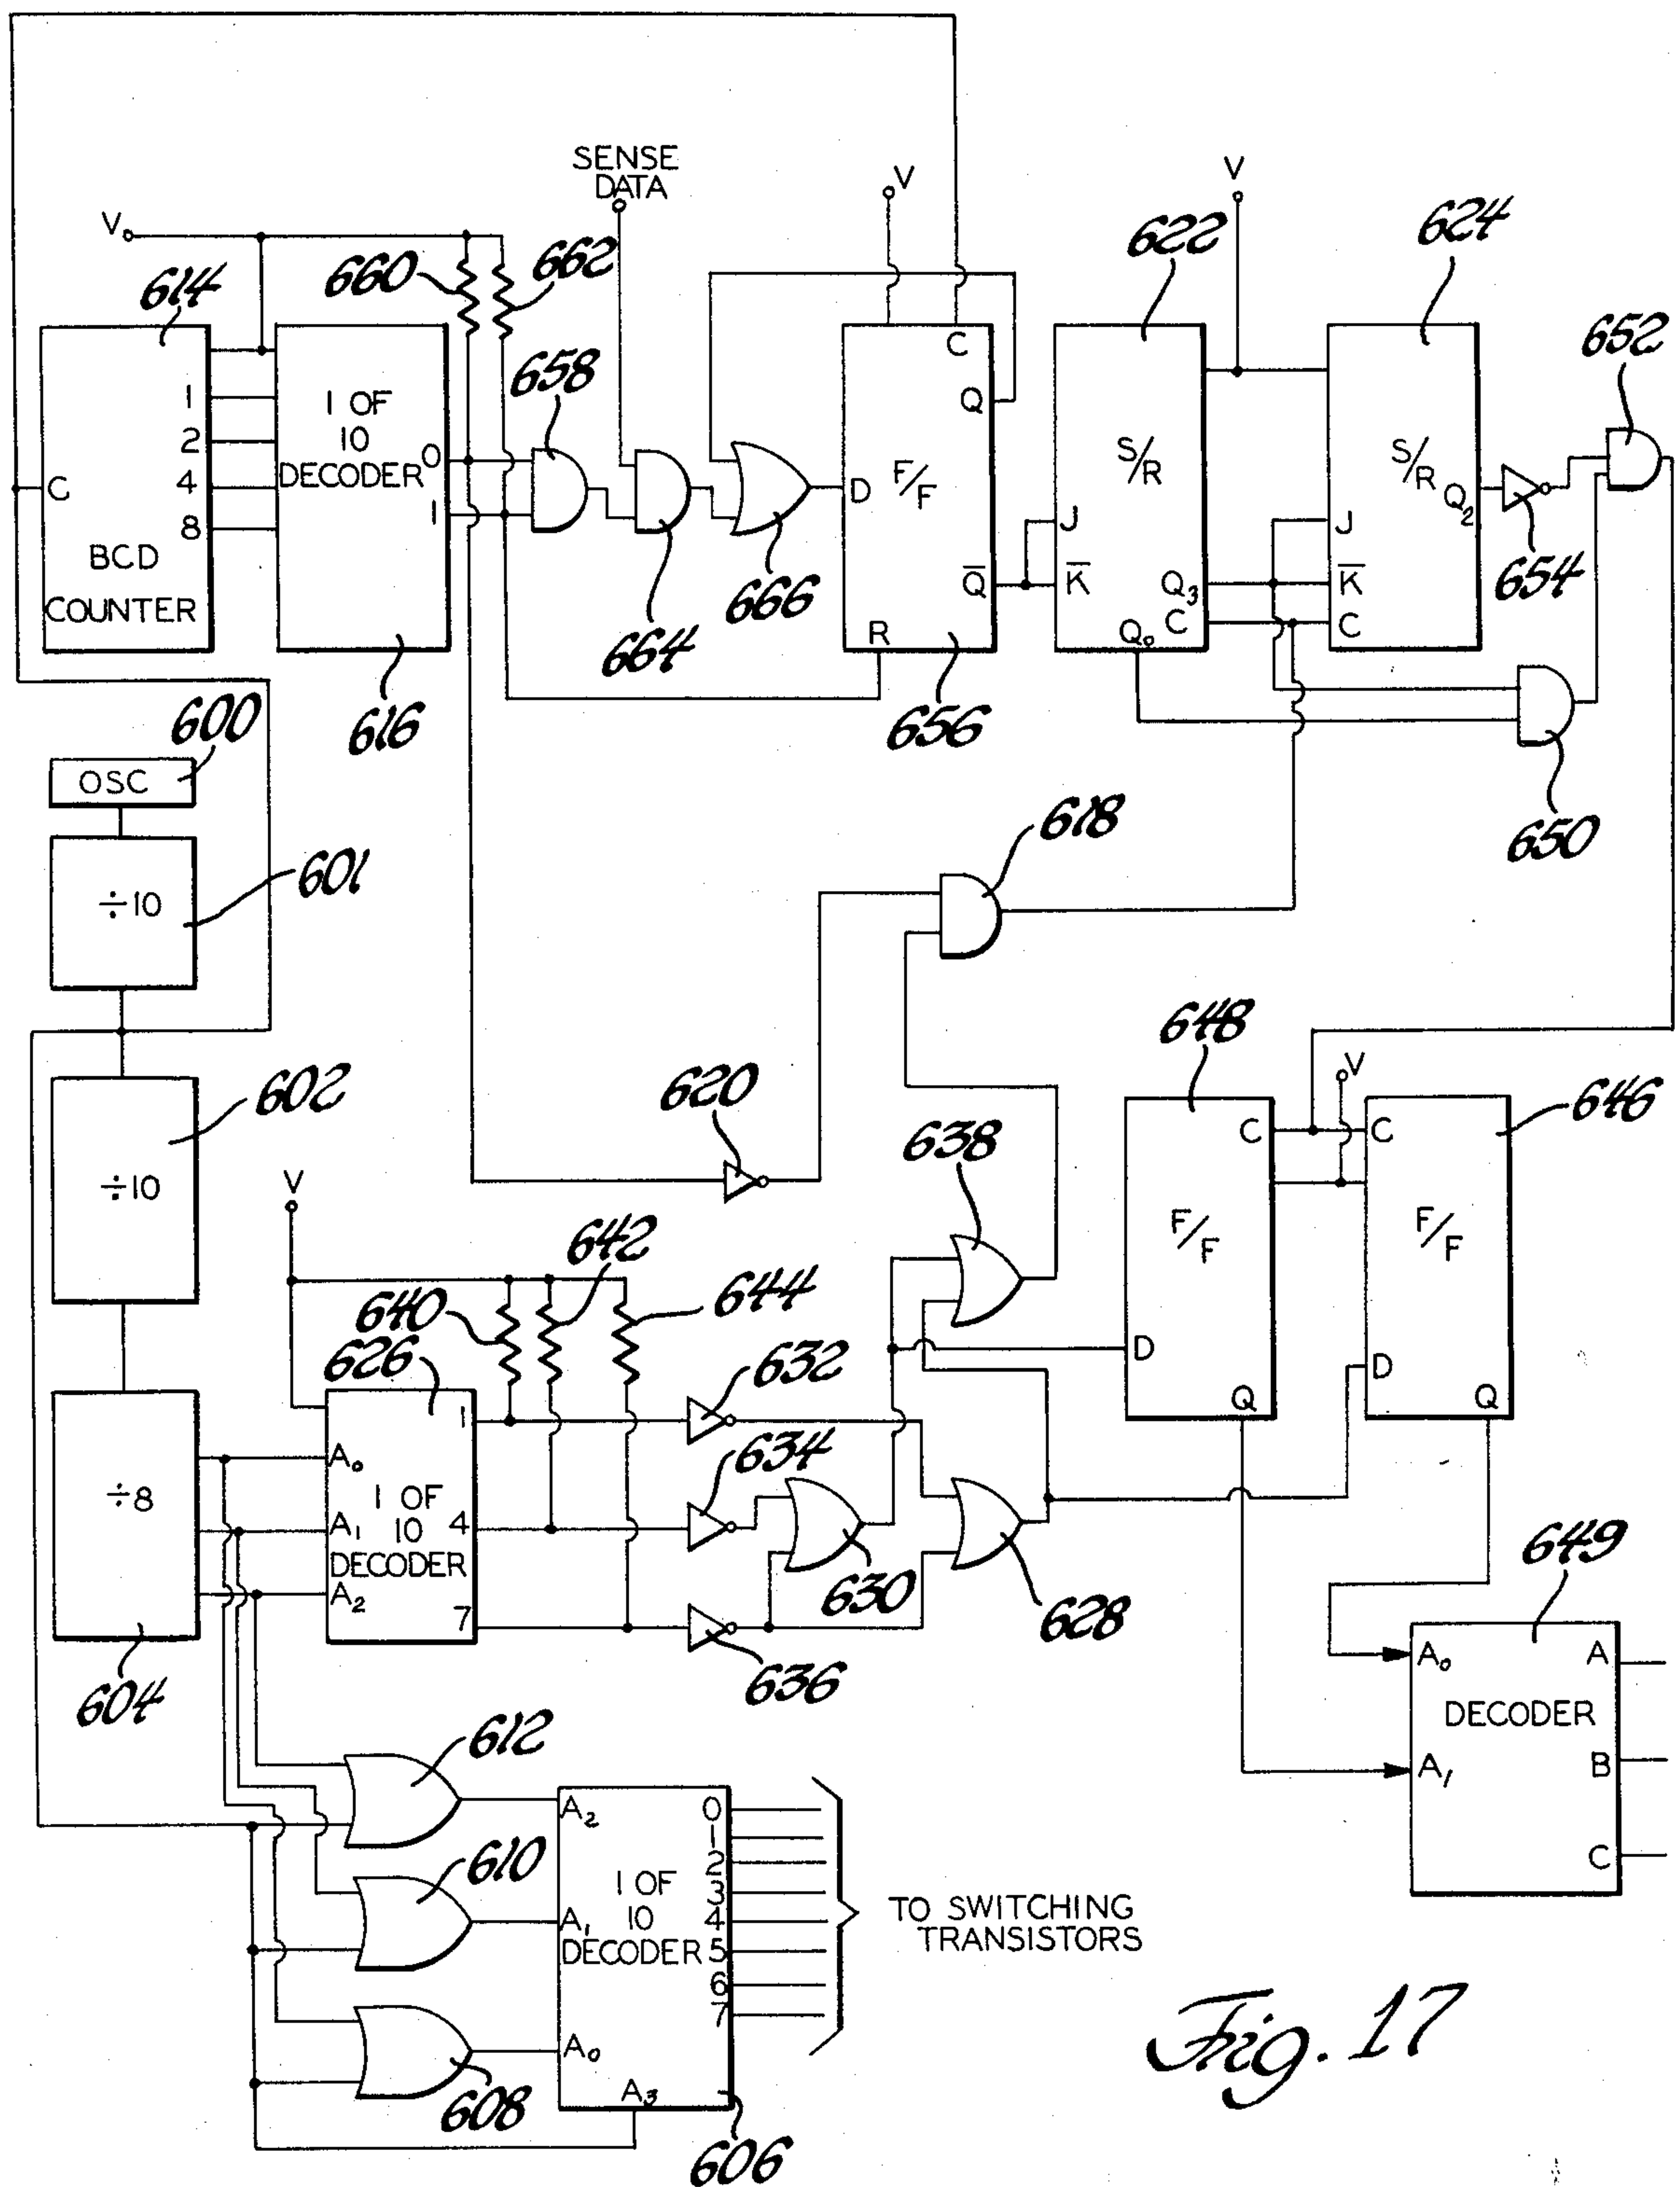 SENSE
DATA
V
V
V
622
624
660
662
614
652
658
C
1
2
4
8
BCD
COUNTER
1 OF
10
DECODER
0
1
C
Q
D
F/F
Q̅
R
S/R
J
K̅
Q3
C
Q0
S/R
Q2
J
K̅
C
654
666
664
616
656
650
600
OSC
÷10
601
618
602
÷10
620
648
V
646
638
C
F/F
D
Q
C
F/F
D
Q
V
642
640
644
626
632
634
÷8
604
A0
A1
A2
1 OF
10
DECODER
1
4
7
630
628
636
649
A0
A1
DECODER
A
B
C
612
610
608
A2
A1
A0
A3
1 OF
10
DECODER
0
1
2
3
4
5
6
7
606
TO SWITCHING
TRANSISTORS
Fig. 17